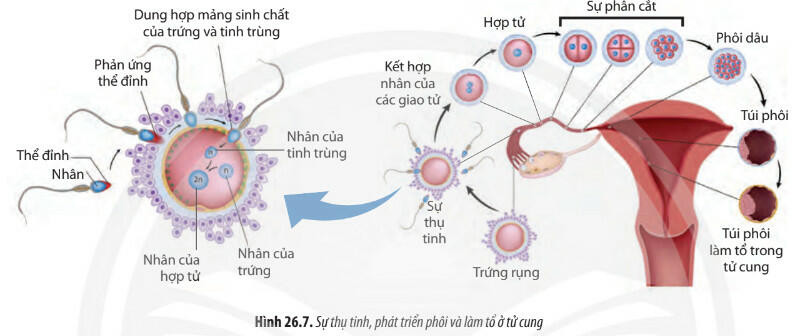 Dung hợp mảng sinh chất
của trứng và tinh trùng
Phản ứng
thể đỉnh
Thể đỉnh
Nhân
Nhân của
tinh trùng
n
n
2n
Nhân của
hợp tử
Nhân của
trứng
Sự
thụ
tinh
Trứng rụng
Kết hợp
nhân của
các giao tử
Hợp tử
Sự phân cắt
Phôi dâu
Túi phôi
Túi phôi
làm tổ trong
tử cung
Hình 26.7. Sự thụ tinh, phát triển phôi và làm tổ ở tử cung